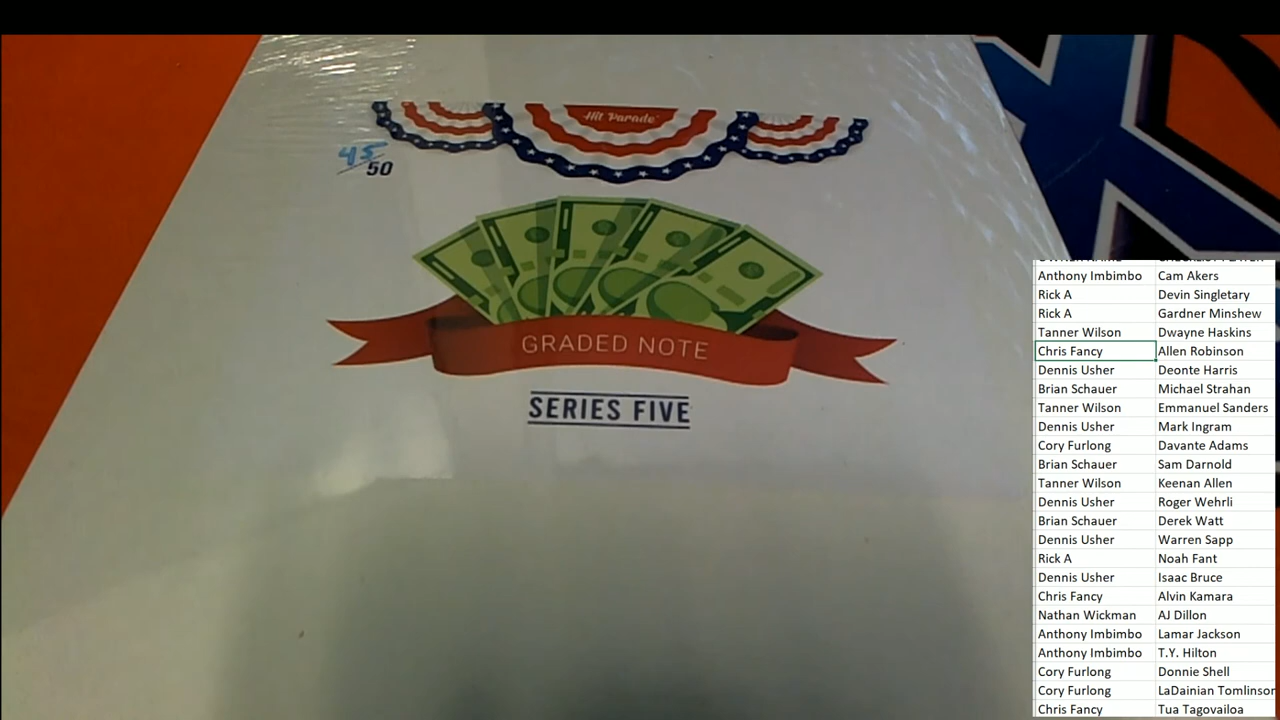 Hit Parade
45/50
GRADED NOTE
SERIES FIVE
Anthony Imbimbo Cam Akers
Rick A Devin Singletary
Rick A Gardner Minshew
Tanner Wilson Dwayne Haskins
Chris Fancy Allen Robinson
Dennis Usher Deonte Harris
Brian Schauer Michael Strahan
Tanner Wilson Emmanuel Sanders
Dennis Usher Mark Ingram
Cory Furlong Davante Adams
Brian Schauer Sam Darnold
Tanner Wilson Keenan Allen
Dennis Usher Roger Wehrli
Brian Schauer Derek Watt
Dennis Usher Warren Sapp
Rick A Noah Fant
Dennis Usher Isaac Bruce
Chris Fancy Alvin Kamara
Nathan Wickman AJ Dillon
Anthony Imbimbo Lamar Jackson
Anthony Imbimbo T.Y. Hilton
Cory Furlong Donnie Shell
Cory Furlong LaDainian Tomlinson
Chris Fancy Tua Tagovailoa